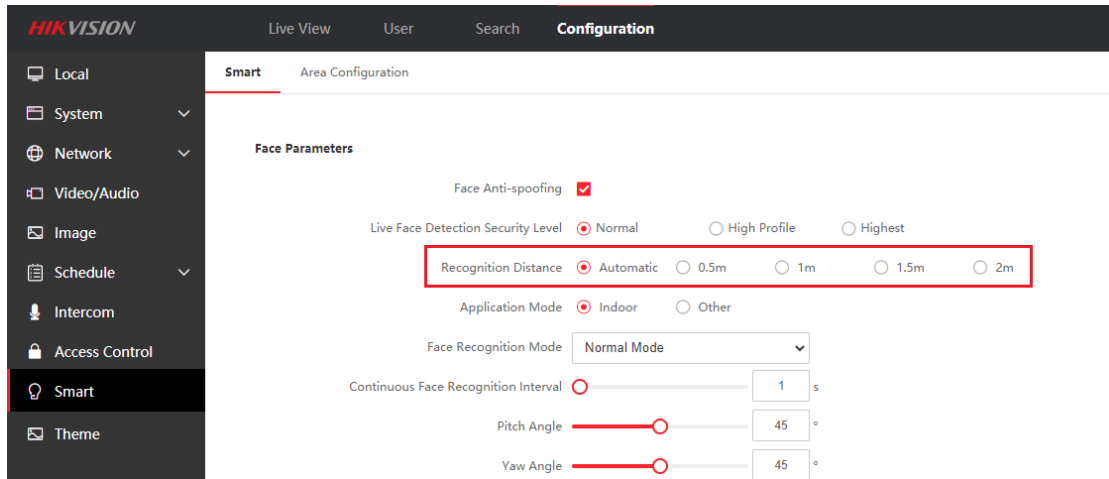 HIKVISION
Live View User Search Configuration
Local
System
Network
Video/Audio
Image
Schedule
Intercom
Access Control
Smart
Theme
Smart Area Configuration
Face Parameters
Face Anti-spoofing
Live Face Detection Security Level Normal High Profile Highest
Recognition Distance Automatic 0.5m 1m 1.5m 2m
Application Mode Indoor Other
Face Recognition Mode Normal Mode
Continuous Face Recognition Interval 1 s
Pitch Angle 45 °
Yaw Angle 45 °